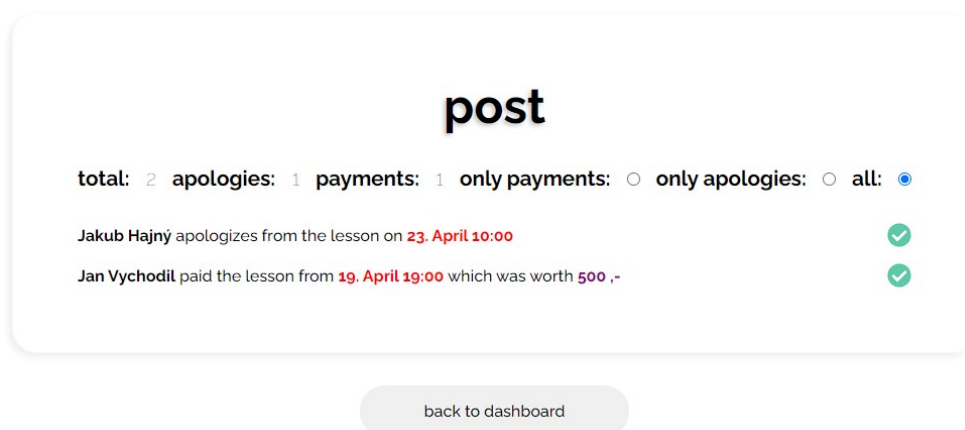 post
total: 2 apologies: 1 payments: 1 only payments: only apologies: all:
Jakub Hajný apologizes from the lesson on 23. April 10:00
Jan Vychodil paid the lesson from 19. April 19:00 which was worth 500 ,-
back to dashboard